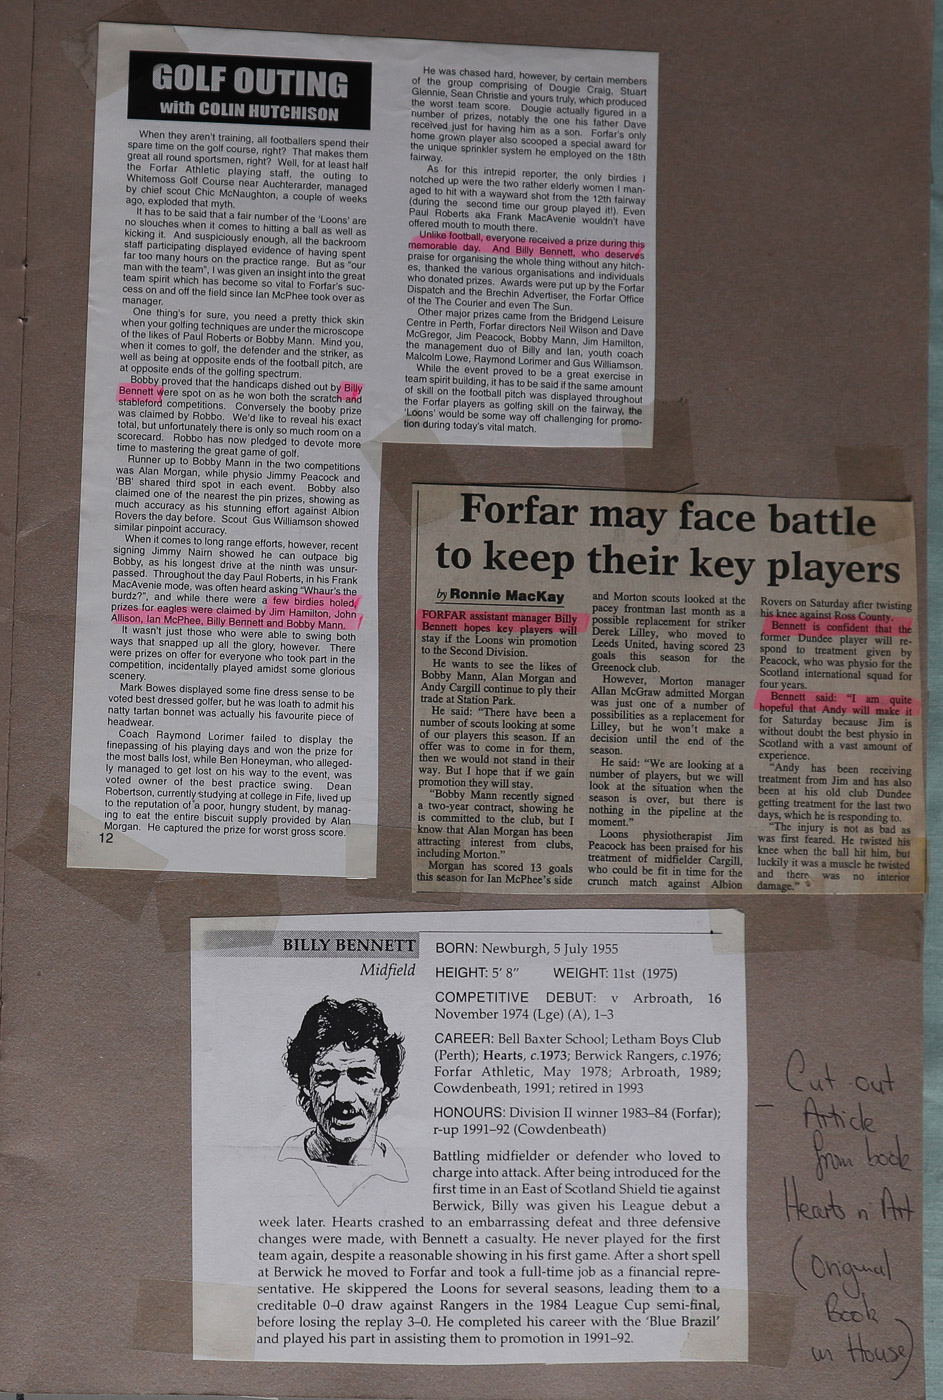 GOLF OUTING
with COLIN HUTCHISON
When they aren't training, all footballers spend their
spare time on the golf course, right? That makes them
great all round sportsmen, right? Well, for at least half
the Forfar Athletic playing staff, the outing to
Whitemoss Golf Course near Auchterarder, managed
by chief scout Chic McNaughton, a couple of weeks
ago, exploded that myth.
It has to be said that a fair number of the 'Loons' are
no slouches when it comes to hitting a ball as well as
kicking it. And suspiciously enough, all the backroom
staff participating displayed evidence of having spent
far too many hours on the practice range. But as "our
man with the team", I was given an insight into the great
team spirit which has become so vital to Forfar's suc-
cess on and off the field since Ian McPhee took over as
manager.
One thing's for sure, you need a pretty thick skin
when your golfing techniques are under the microscope
of the likes of Paul Roberts or Bobby Mann. Mind you,
when it comes to golf, the defender and the striker, as
well as being at opposite ends of the football pitch, are
at opposite ends of the golfing spectrum.
Bobby proved that the handicaps dished out by Billy
Bennett were spot on as he won both the scratch and
stableford competitions. Conversely the booby prize
was claimed by Robbo. We'd like to reveal his exact
total, but unfortunately there is only so much room on a
scorecard. Robbo has now pledged to devote more
time to mastering the great game of golf.
Runner up to Bobby Mann in the two competitions
was Alan Morgan, while physio Jimmy Peacock and
'BB' shared third spot in each event. Bobby also
claimed one of the nearest the pin prizes, showing as
much accuracy as his stunning effort against Albion
Rovers the day before. Scout Gus Williamson showed
similar pinpoint accuracy.
When it comes to long range efforts, however, recent
signing Jimmy Nairn showed he can outpace big
Bobby, as his longest drive at the ninth was unsur-
passed. Throughout the day Paul Roberts, in his Frank
MacAvenie mode, was often heard asking "Whaur's the
burdz?", and while there were a few birdies holed,
prizes for eagles were claimed by Jim Hamilton, John
Allison, Ian McPhee, Billy Bennett and Bobby Mann.
It wasn't just those who were able to swing both
ways that snapped up all the glory, however. There
were prizes on offer for everyone who took part in the
competition, incidentally played amidst some glorious
scenery.
Mark Bowes displayed some fine dress sense to be
voted best dressed golfer, but he was loath to admit his
natty tartan bonnet was actually his favourite piece of
headwear.
Coach Raymond Lorimer failed to display the
finepassing of his playing days and won the prize for
the most balls lost, while Ben Honeyman, who alleged-
ly managed to get lost on his way to the event, was
voted owner of the best practice swing. Dean
Robertson, currently studying at college in Fife, lived up
to the reputation of a poor, hungry student, by manag-
ing to eat the entire biscuit supply provided by Alan
Morgan. He captured the prize for worst gross score.
12
He was chased hard, however, by certain members
of the group comprising of Dougie Craig, Stuart
Glennie, Sean Christie and yours truly, which produced
the worst team score. Dougie actually figured in a
number of prizes, notably the one his father Dave
received just for having him as a son. Forfar's only
home grown player also scooped a special award for
the unique sprinkler system he employed on the 18th
fairway.
As for this intrepid reporter, the only birdies I
notched up were the two rather elderly women I man-
aged to hit with a wayward shot from the 12th fairway
(during the second time our group played it!). Even
Paul Roberts aka Frank MacAvenie wouldn't have
offered mouth to mouth there.
Unlike football, everyone received a prize during this
memorable day. And Billy Bennett, who deserves
praise for organising the whole thing without any hitch-
es, thanked the various organisations and individuals
who donated prizes. Awards were put up by the Forfar
Dispatch and the Brechin Advertiser, the Forfar Office
of the The Courier and even The Sun.
Other major prizes came from the Bridgend Leisure
Centre in Perth, Forfar directors Neil Wilson and Dave
McGregor, Jim Peacock, Bobby Mann, Jim Hamilton,
the management duo of Billy and Ian, youth coach
Malcolm Lowe, Raymond Lorimer and Gus Williamson.
While the event proved to be a great exercise in
team spirit building, it has to be said if the same amount
of skill on the football pitch was displayed throughout
the Forfar players as golfing skill on the fairway, the
'Loons' would be some way off challenging for promo-
tion during today's vital match.
Forfar may face battle
to keep their key players
by Ronnie MacKay
FORFAR assistant manager Billy
Bennett hopes key players will
stay if the Loons win promotion
to the Second Division.
He wants to see the likes of
Bobby Mann, Alan Morgan and
Andy Cargill continue to ply their
trade at Station Park.
He said: "There have been a
number of scouts looking at some
of our players this season. If an
offer was to come in for them,
then we would not stand in their
way. But I hope that if we gain
promotion they will stay.
"Bobby Mann recently signed
a two-year contract, showing he
is committed to the club, but I
know that Alan Morgan has been
attracting interest from clubs,
including Morton."
Morgan has scored 13 goals
this season for Ian McPhee's side
and Morton scouts looked at the
pacey frontman last month as a
possible replacement for striker
Derek Lilley, who moved to
Leeds United, having scored 23
goals this season for the
Greenock club.
However, Morton manager
Allan McGraw admitted Morgan
was just one of a number of
possibilities as a replacement for
Lilley, but he won't make a
decision until the end of the
season.
He said: "We are looking at a
number of players, but we will
look at the situation when the
season is over, but there is
nothing in the pipeline at the
moment."
Loons physiotherapist Jim
Peacock has been praised for his
treatment of midfielder Cargill,
who could be fit in time for the
crunch match against Albion
Rovers on Saturday after twisting
his knee against Ross County.
Bennett is confident that the
former Dundee player will re-
spond to treatment given by
Peacock, who was physio for the
Scotland international squad for
four years.
Bennett said: "I am quite
hopeful that Andy will make it
for Saturday because Jim is
without doubt the best physio in
Scotland with a vast amount of
experience.
"Andy has been receiving
treatment from Jim and has also
been at his old club Dundee
getting treatment for the last two
days, which he is responding to.
"The injury is not as bad as
was first feared. He twisted his
knee when the ball hit him, but
luckily it was a muscle he twisted
and there was no interior
damage."
BILLY BENNETT
Midfield
BORN: Newburgh, 5 July 1955
HEIGHT: 5' 8" WEIGHT: 11st (1975)
COMPETITIVE DEBUT: v Arbroath, 16
November 1974 (Lge) (A), 1–3
CAREER: Bell Baxter School; Letham Boys Club
(Perth); Hearts, c.1973; Berwick Rangers, c.1976;
Forfar Athletic, May 1978; Arbroath, 1989;
Cowdenbeath, 1991; retired in 1993
HONOURS: Division II winner 1983–84 (Forfar);
r-up 1991–92 (Cowdenbeath)
Battling midfielder or defender who loved to
charge into attack. After being introduced for the
first time in an East of Scotland Shield tie against
Berwick, Billy was given his League debut a
week later. Hearts crashed to an embarrassing defeat and three defensive
changes were made, with Bennett a casualty. He never played for the first
team again, despite a reasonable showing in his first game. After a short spell
at Berwick he moved to Forfar and took a full-time job as a financial repre-
sentative. He skippered the Loons for several seasons, leading them to a
creditable 0–0 draw against Rangers in the 1984 League Cup semi-final,
before losing the replay 3–0. He completed his career with the 'Blue Brazil'
and played his part in assisting them to promotion in 1991–92.
Cut out
– Article
from book
Hearts n' Art
(original
Book
in House)